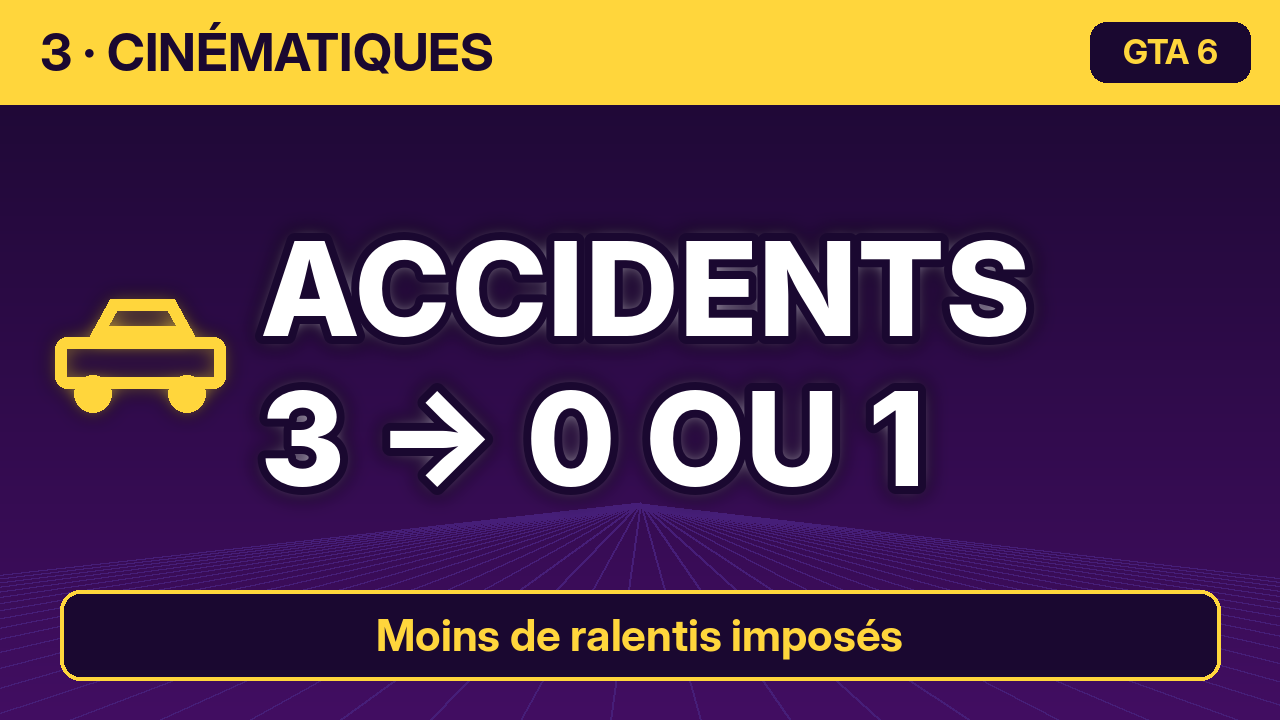 3 · CINÉMATIQUES
GTA 6
ACCIDENTS
3 → 0 OU 1
Moins de ralentis imposés